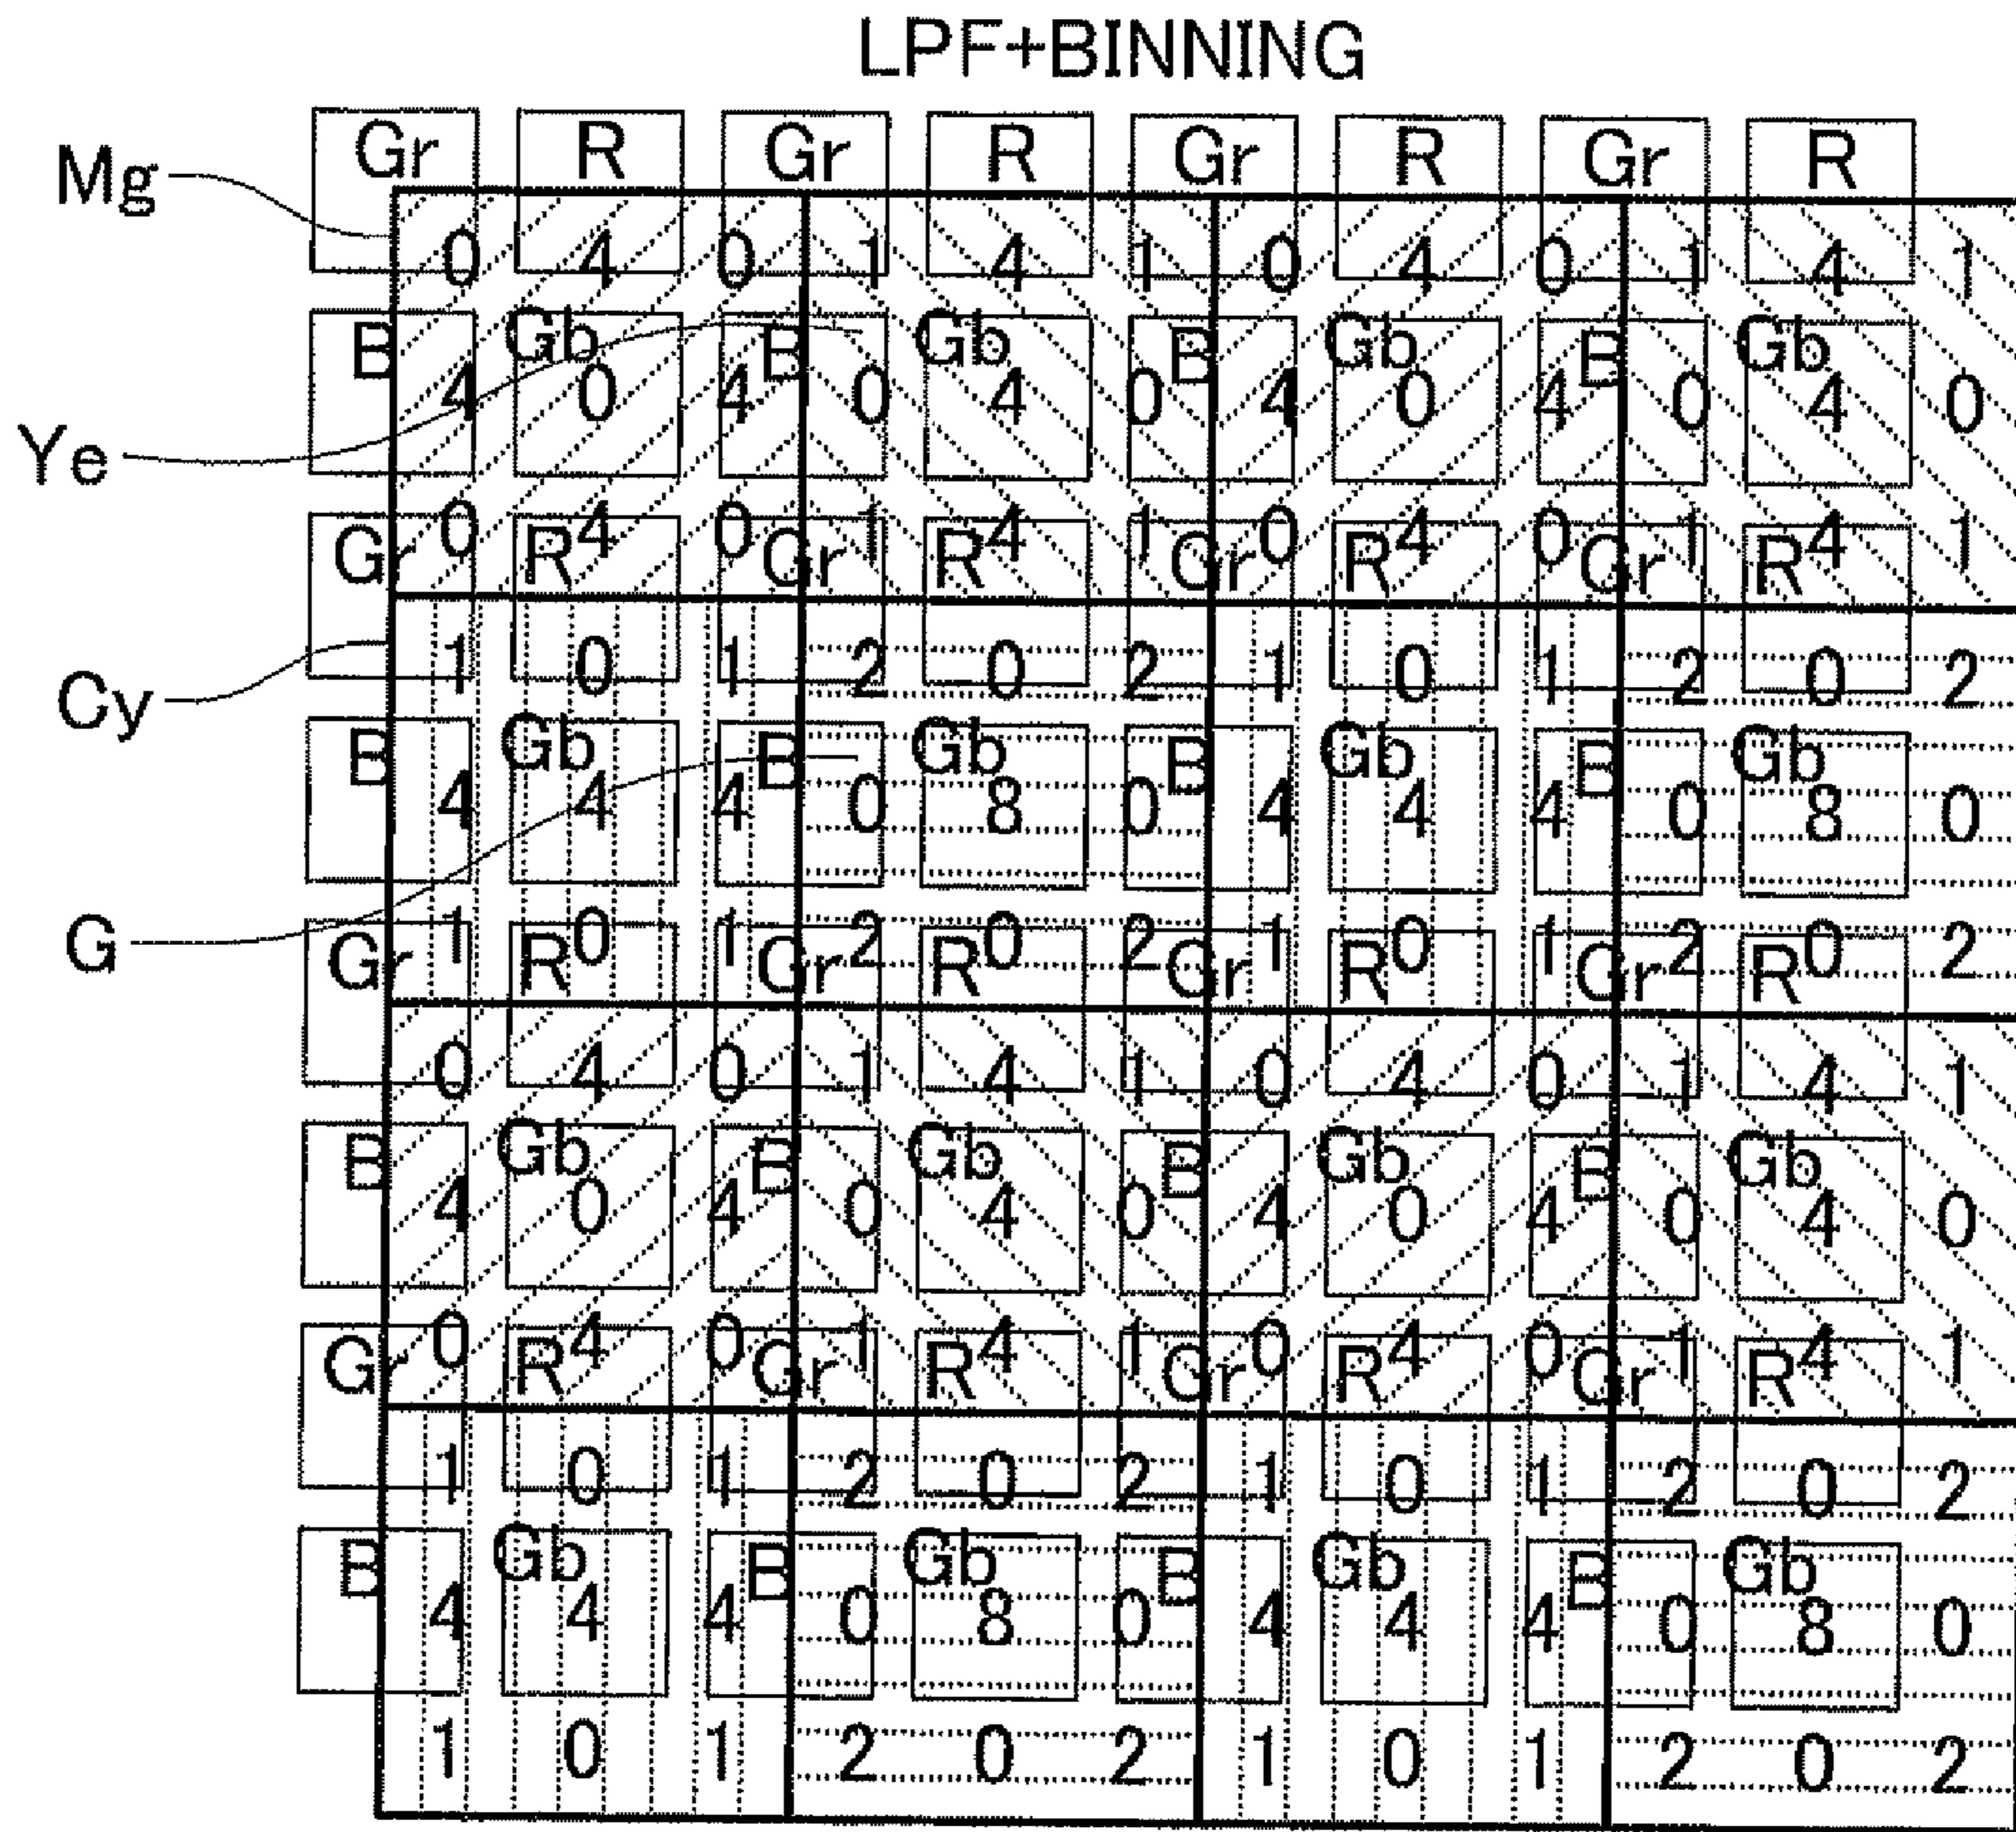 LPF+BINNING
Gr R Gr R Gr R Gr R
Mg
0 4 0 1 4 1 0 4 0 1 4 1
B Gb B Gb B Gb B Gb
4 0 4 0 4 0 4 0 4 0 4 0
Ye
0 4 0 1 4 1 0 4 0 1 4 1
Gr R Gr R Gr R Gr R
1 0 1 2 0 2 1 0 1 2 0 2
Cy
B Gb B Gb B Gb B Gb
4 4 4 0 8 0 4 4 4 0 8 0
G
1 0 1 2 0 2 1 0 1 2 0 2
Gr R Gr R Gr R Gr R
0 4 0 1 4 1 0 4 0 1 4 1
B Gb B Gb B Gb B Gb
4 0 4 0 4 0 4 0 4 0 4 0
0 4 0 1 4 1 0 4 0 1 4 1
Gr R Gr R Gr R Gr R
1 0 1 2 0 2 1 0 1 2 0 2
B Gb B Gb B Gb B Gb
4 4 4 0 8 0 4 4 4 0 8 0
1 0 1 2 0 2 1 0 1 2 0 2